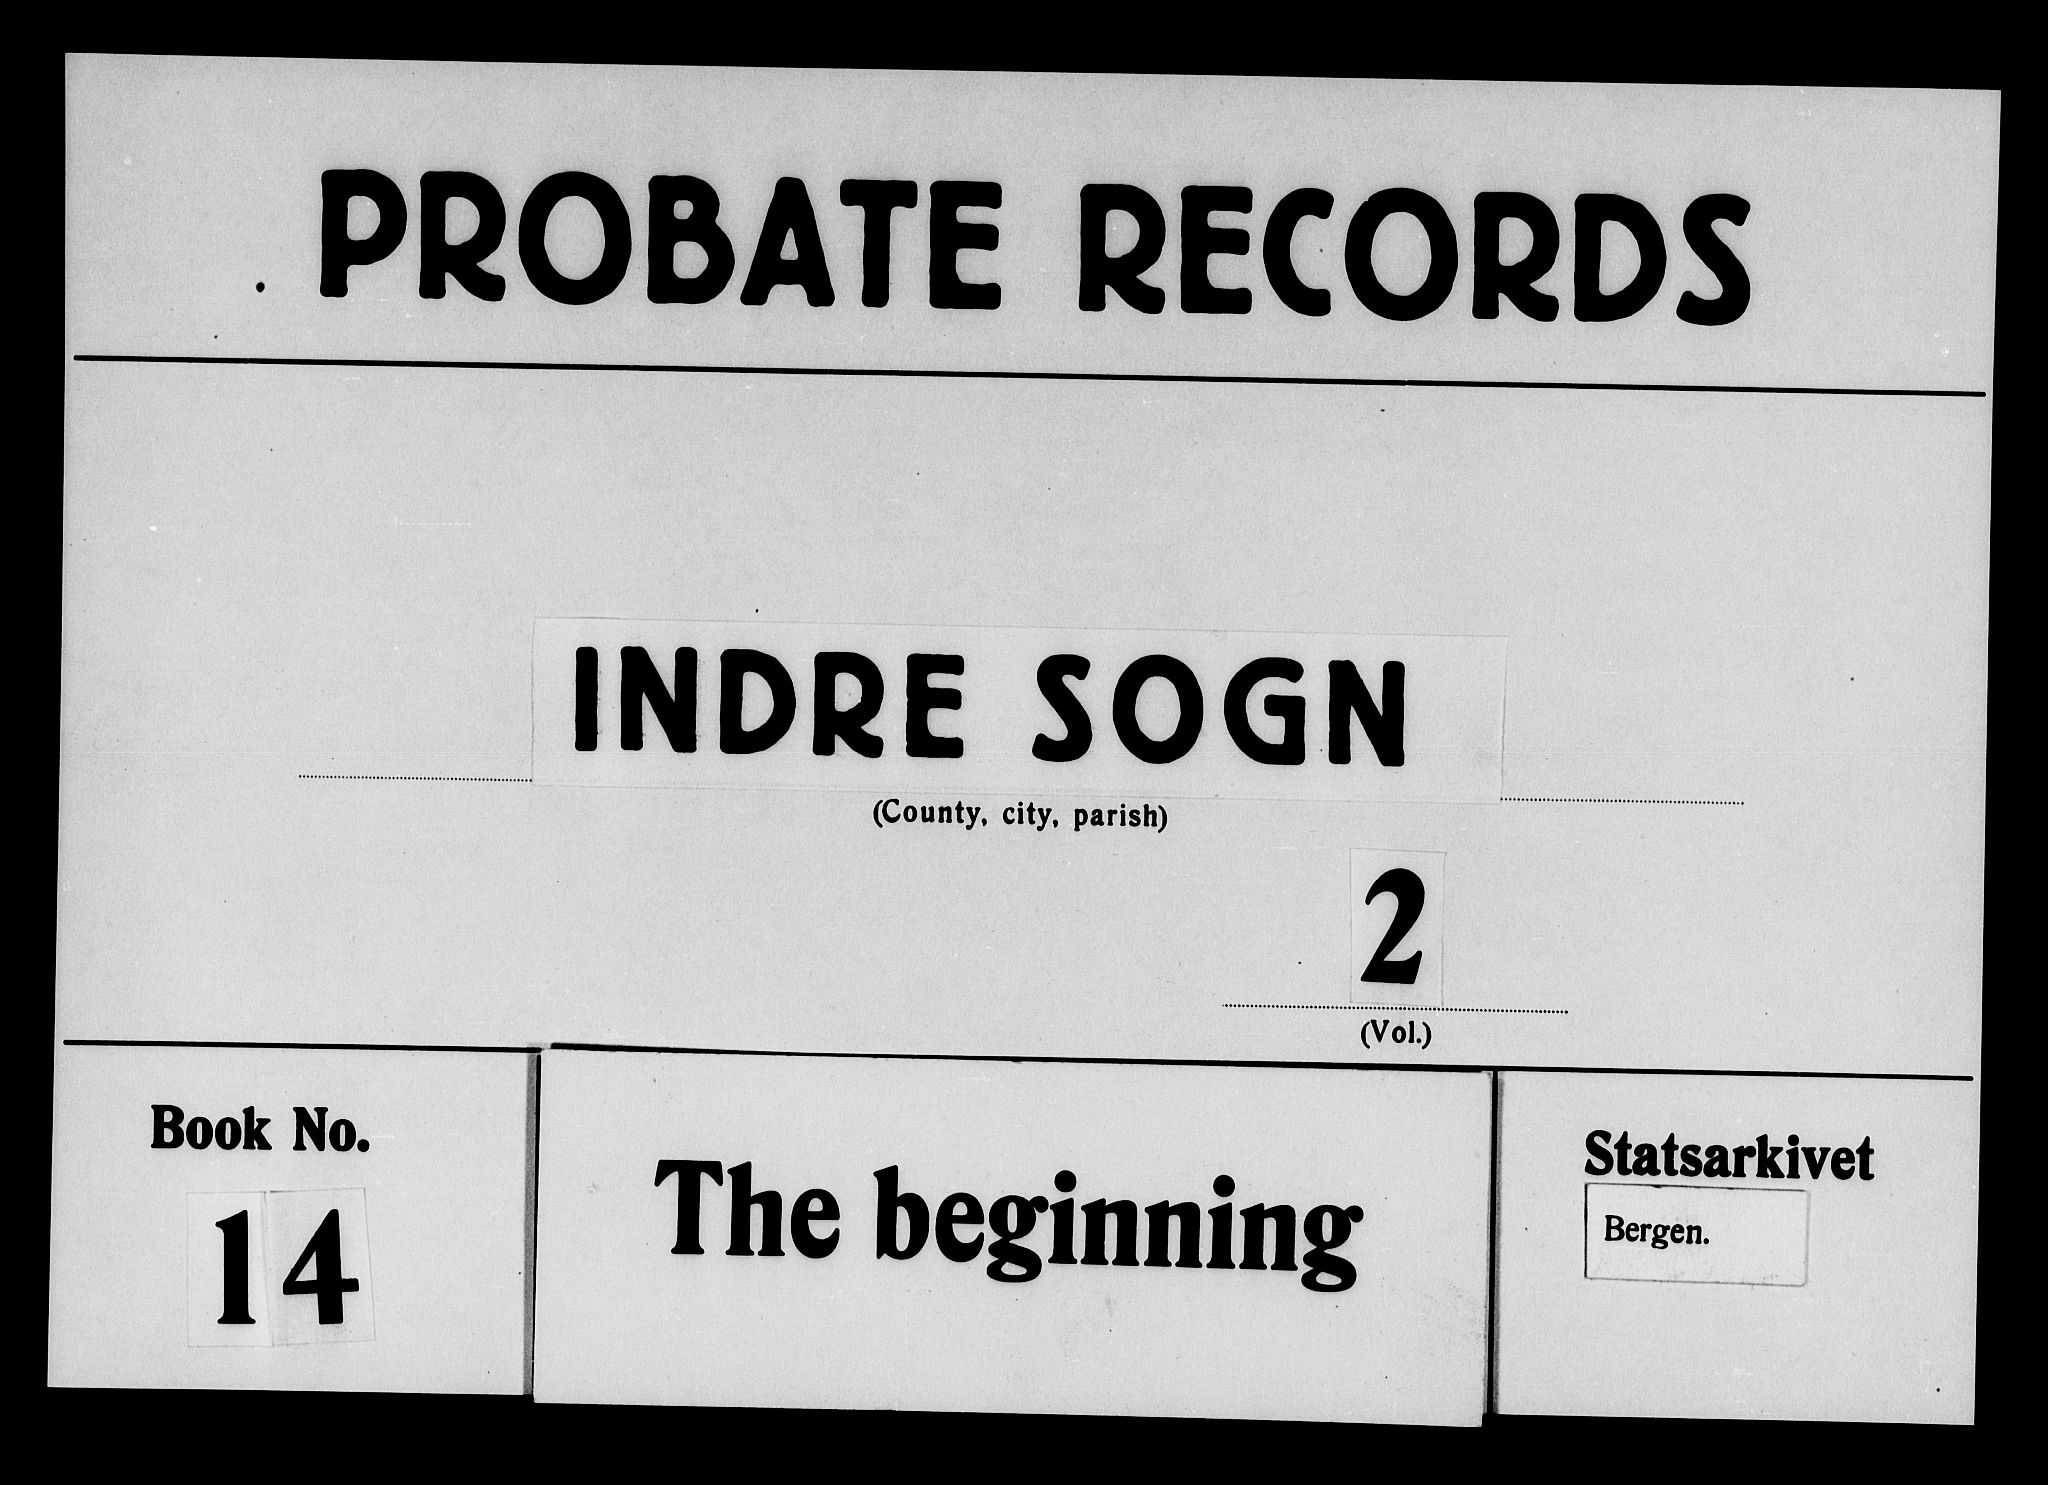 PROBATE RECORDS
INDRE SOGN
(County, city, parish)
2
(Vol.)
Book No.
14
The beginning
Statsarkivet
Bergen.